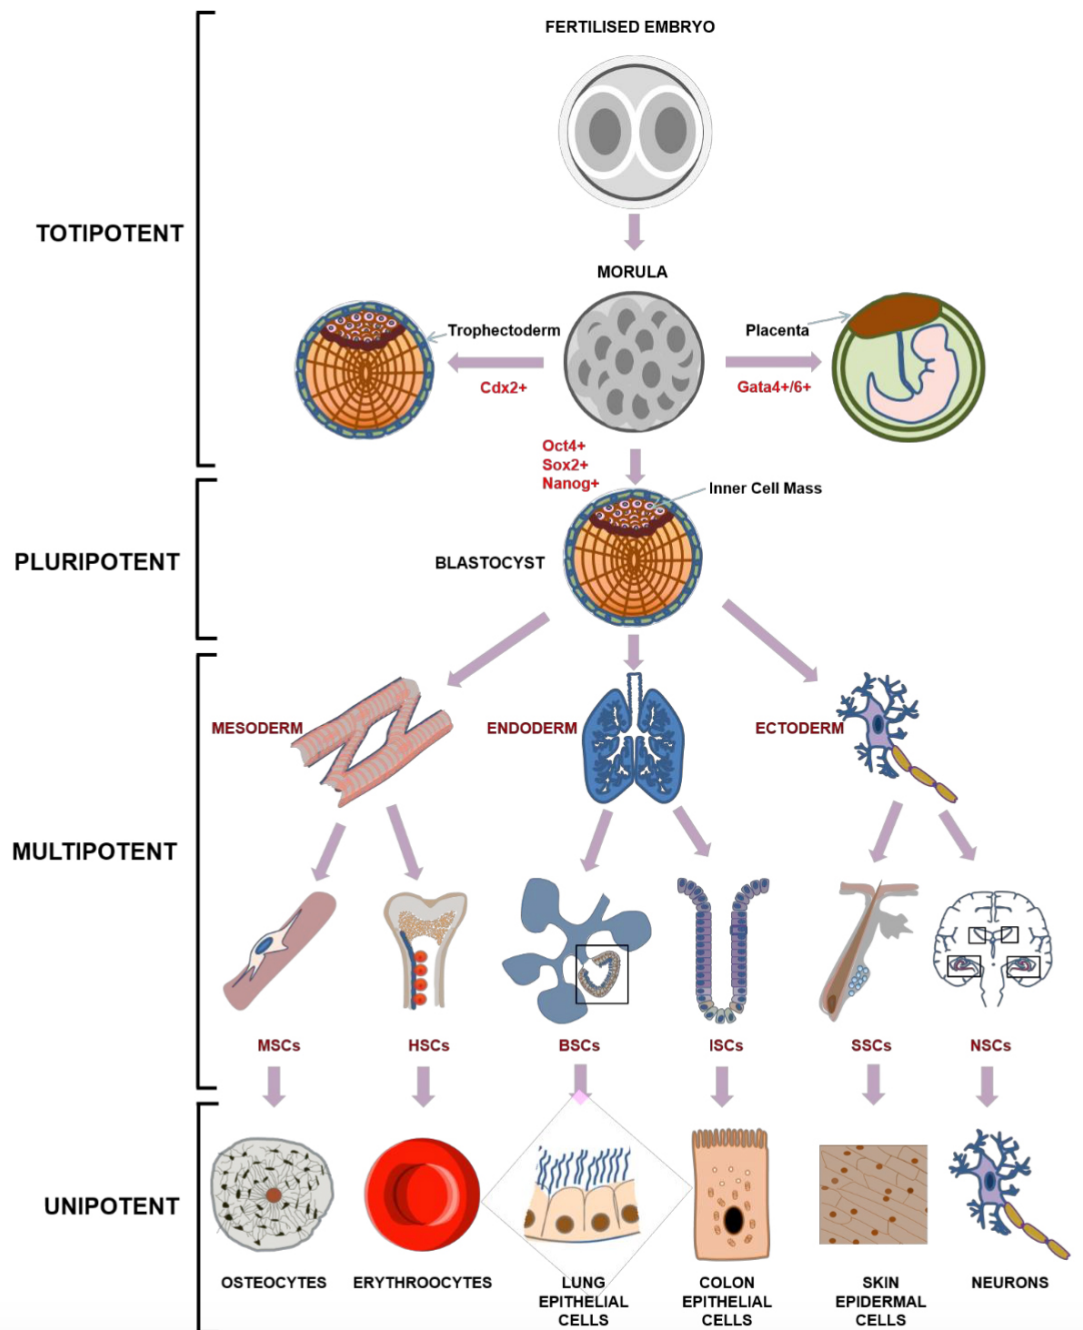 FERTILISED EMBRYO
TOTIPOTENT
MORULA
Trophectoderm
Placenta
Cdx2+
Gata4+/6+
Oct4+
Sox2+
Nanog+
Inner Cell Mass
PLURIPOTENT
BLASTOCYST
MESODERM
ENDODERM
ECTODERM
MULTIPOTENT
MSCs
HSCs
BSCs
ISCs
SSCs
NSCs
UNIPOTENT
OSTEOCYTES
ERYTHROOCYTES
LUNG
EPITHELIAL
CELLS
COLON
EPITHELIAL
CELLS
SKIN
EPIDERMAL
CELLS
NEURONS